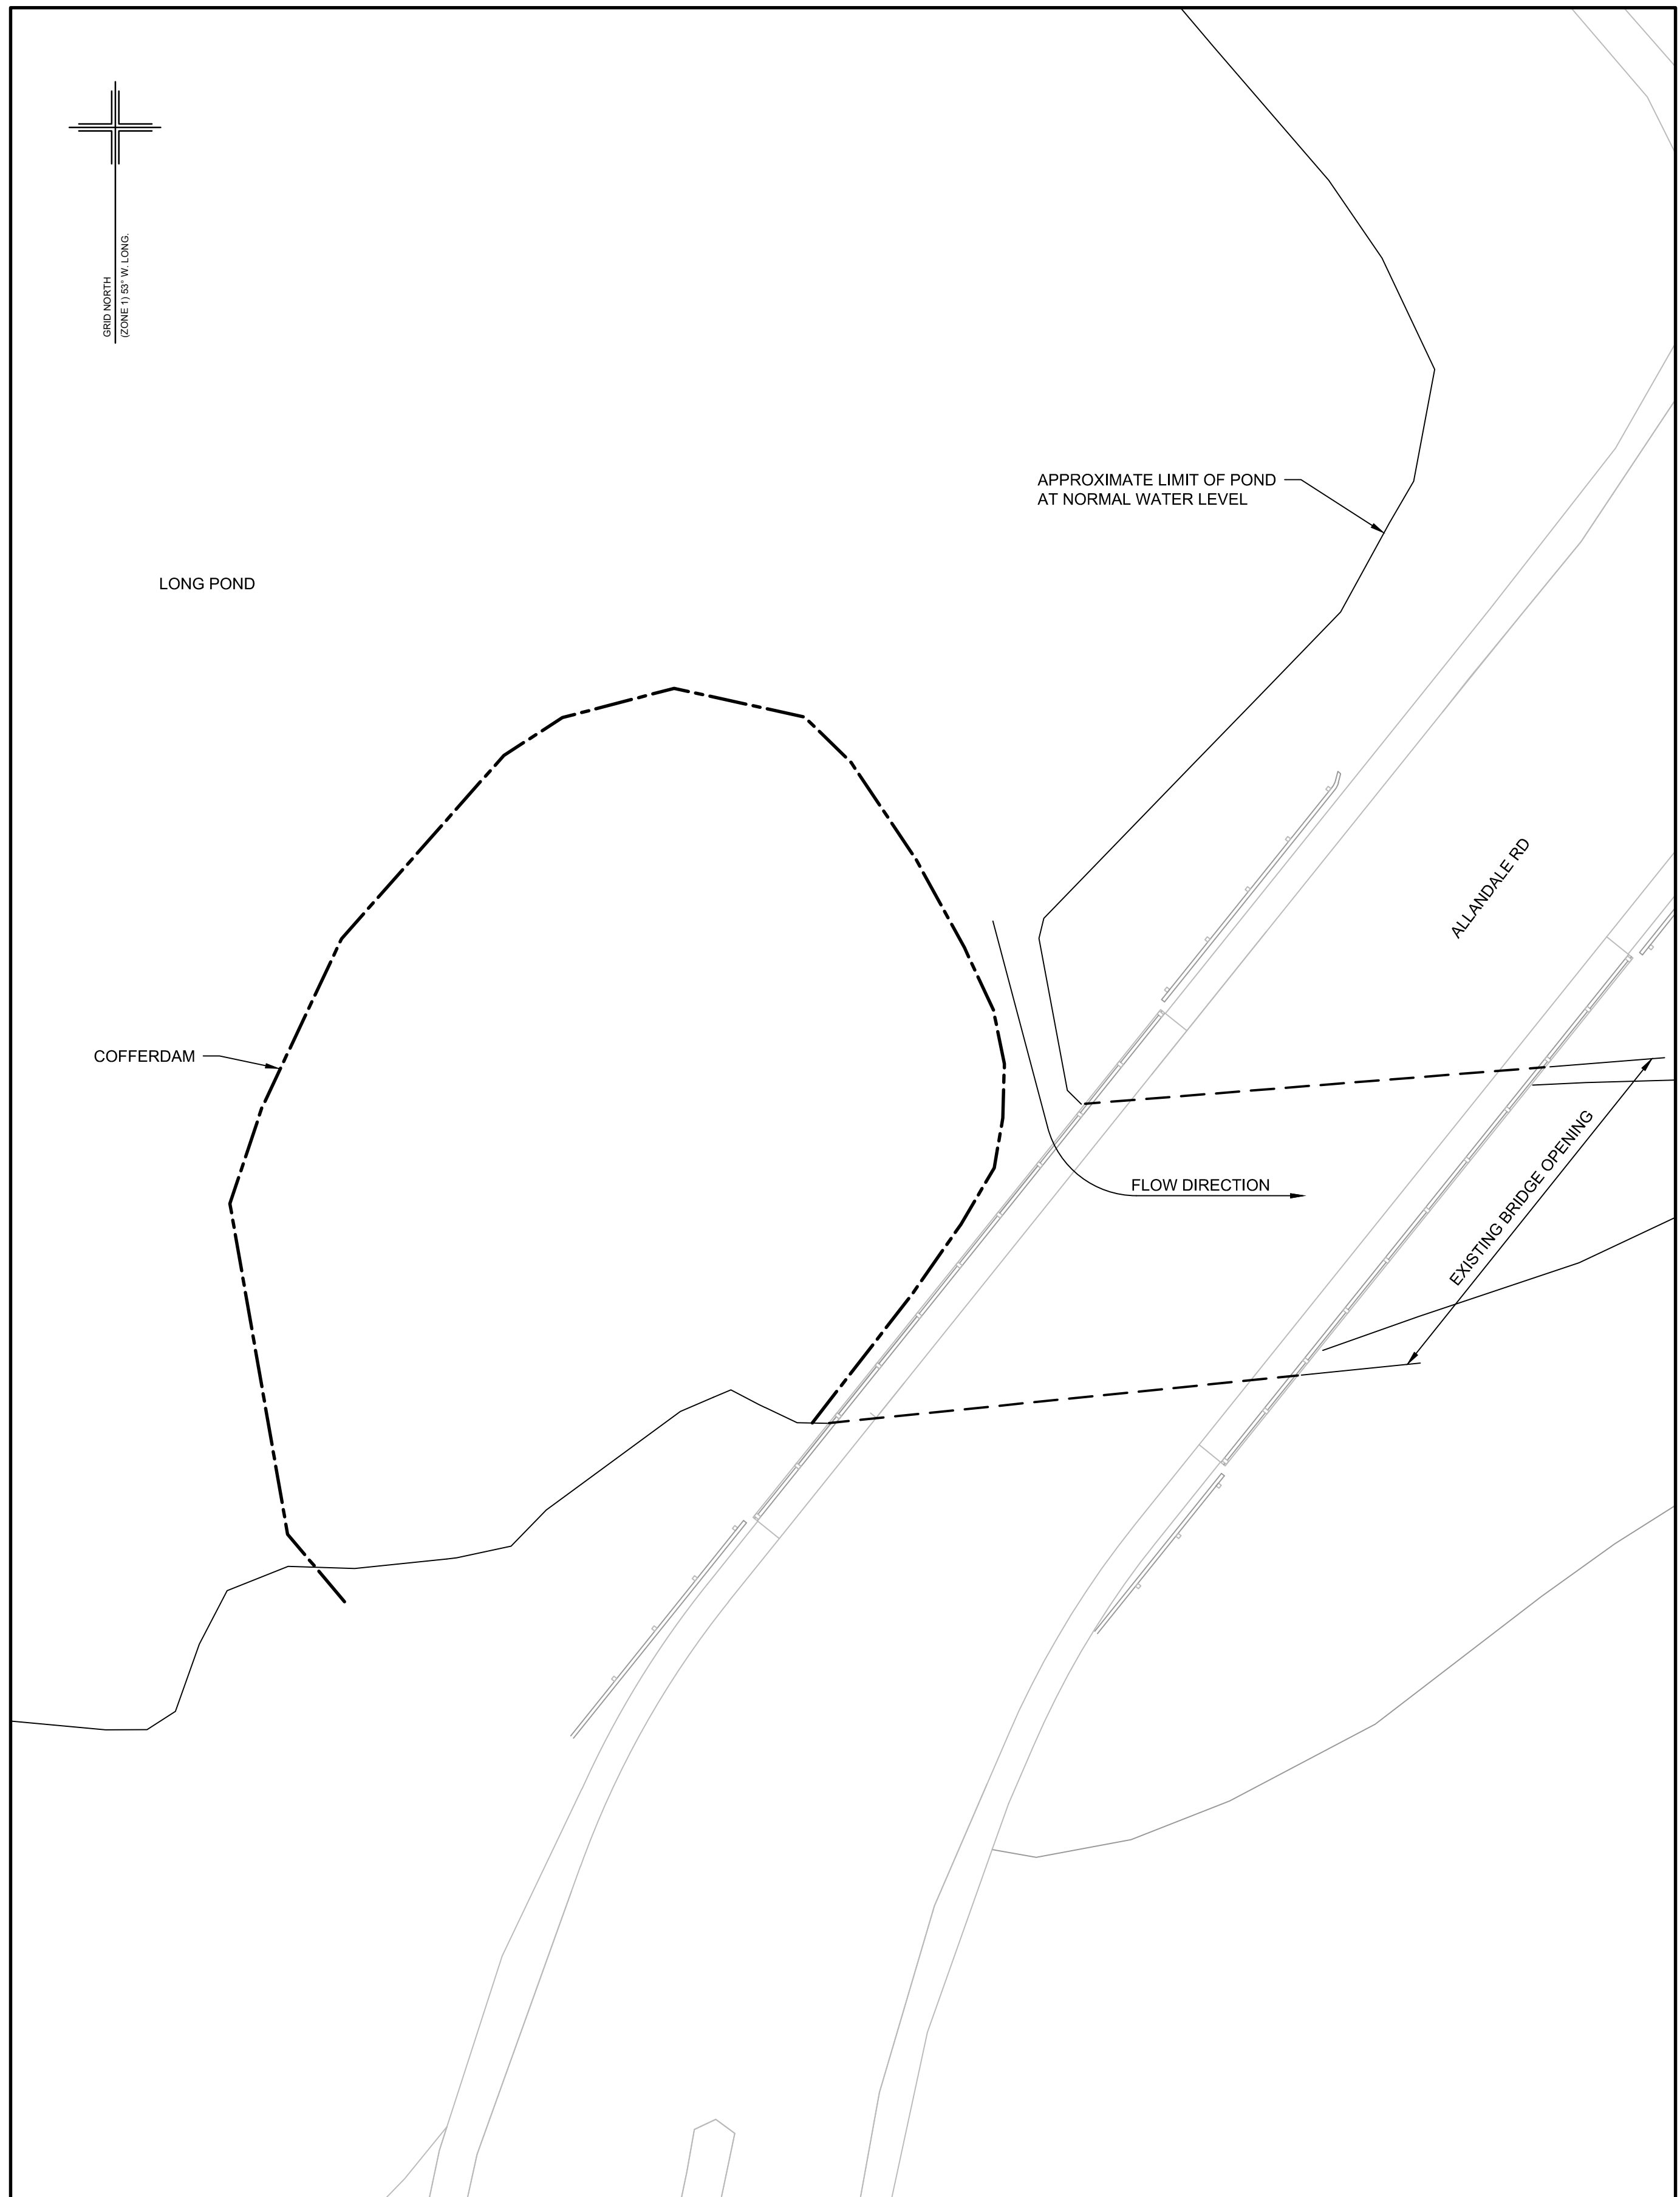 GRID NORTH
(ZONE 1) 53° W. LONG.
APPROXIMATE LIMIT OF POND
AT NORMAL WATER LEVEL
LONG POND
ALLANDALE RD
COFFERDAM
FLOW DIRECTION
EXISTING BRIDGE OPENING